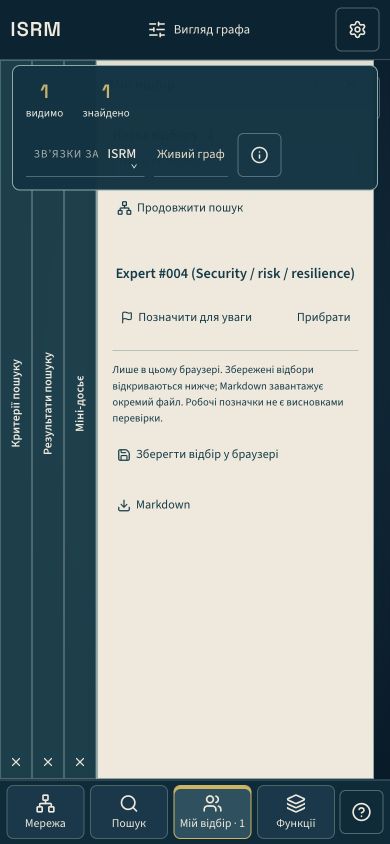 ISRM
Вигляд графа
1
1
видимо
знайдено
ЗВ'ЯЗКИ ЗА ISRM
Живий граф
Продовжити пошук
Expert #004 (Security / risk / resilience)
Позначити для уваги
Прибрати
Лише в цьому браузері. Збережені відбори
відкриваються нижче; Markdown завантажує
окремий файл. Робочі позначки не є висновками
перевірки.
Зберегти відбір у браузері
Markdown
Критерії пошуку
Результати пошуку
Міні-досьє
Мережа
Пошук
Мій відбір · 1
Функції